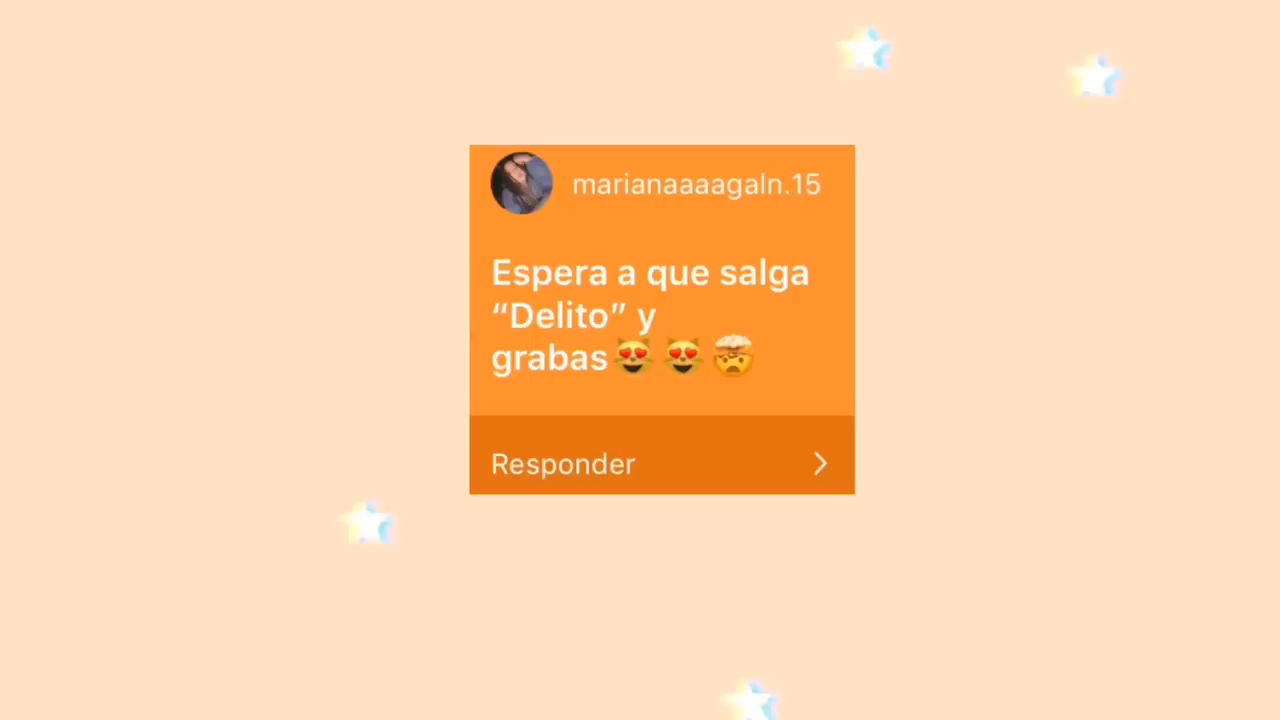 marianaaaagaln.15
Espera a que salga
“Delito” y
grabas😻😻🤯
Responder